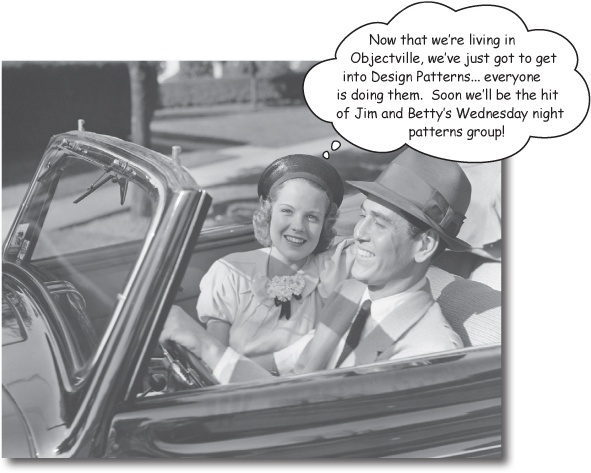 Now that we're living in
Objectville, we've just got to get
into Design Patterns... everyone
is doing them.  Soon we'll be the hit
of Jim and Betty's Wednesday night
patterns group!